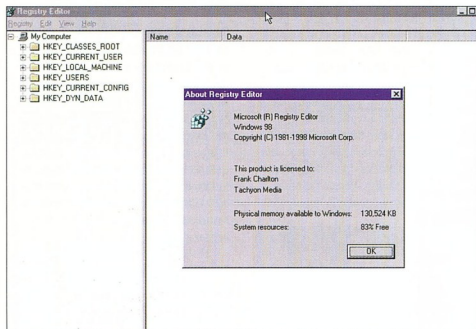 Registry Editor
Registry Edit View Help
My Computer
HKEY_CLASSES_ROOT
HKEY_CURRENT_USER
HKEY_LOCAL_MACHINE
HKEY_USERS
HKEY_CURRENT_CONFIG
HKEY_DYN_DATA
Name Data
About Registry Editor
Microsoft (R) Registry Editor
Windows 98
Copyright (C) 1981-1998 Microsoft Corp.
This product is licensed to:
Frank Charlton
Tachyon Media
Physical memory available to Windows: 130,524 KB
System resources: 83% Free
OK